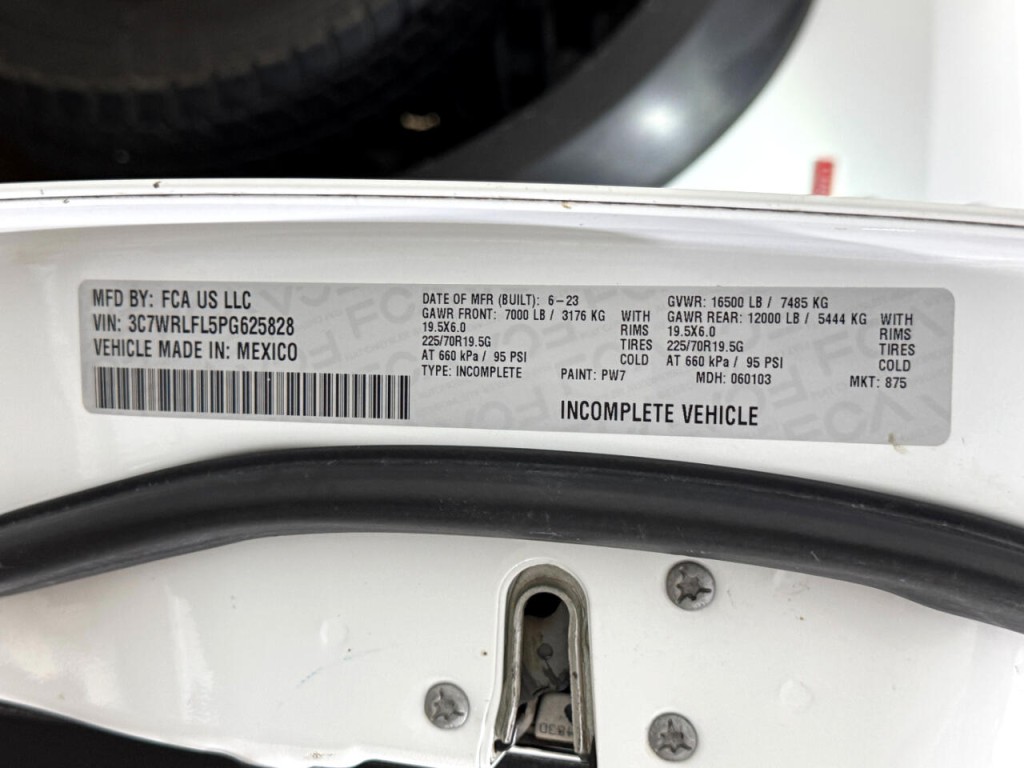 MFD BY: FCA US LLC
VIN: 3C7WRLFL5PG625828
VEHICLE MADE IN: MEXICO
DATE OF MFR (BUILT): 6-23
GAWR FRONT: 7000 LB / 3176 KG WITH
19.5X6.0 RIMS
225/70R19.5G TIRES
AT 660 kPa / 95 PSI COLD
TYPE: INCOMPLETE
GVWR: 16500 LB / 7485 KG
GAWR REAR: 12000 LB / 5444 KG WITH
19.5X6.0 RIMS
225/70R19.5G TIRES
AT 660 kPa / 95 PSI COLD
PAINT: PW7 MDH: 060103 MKT: 875
INCOMPLETE VEHICLE